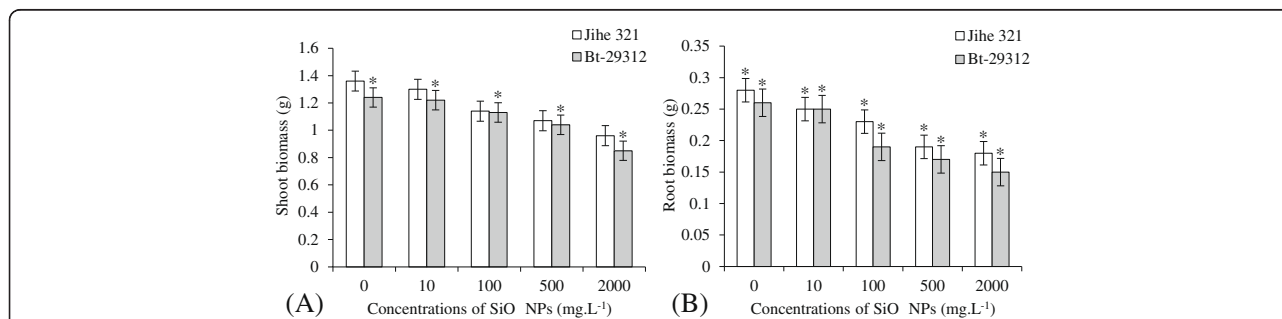 Jihe 321
Bt-29312
Shoot biomass (g)
1.6
1.4
1.2
1
0.8
0.6
0.4
0.2
0
* * * * *
0 10 100 500 2000
(A)
Concentrations of SiO NPs (mg.L-1)
Jihe 321
Bt-29312
Root biomass (g)
0.35
0.3
0.25
0.2
0.15
0.1
0.05
0
* * * * * * * * * *
0 10 100 500 2000
(B)
Concentrations of SiO NPs (mg.L-1)